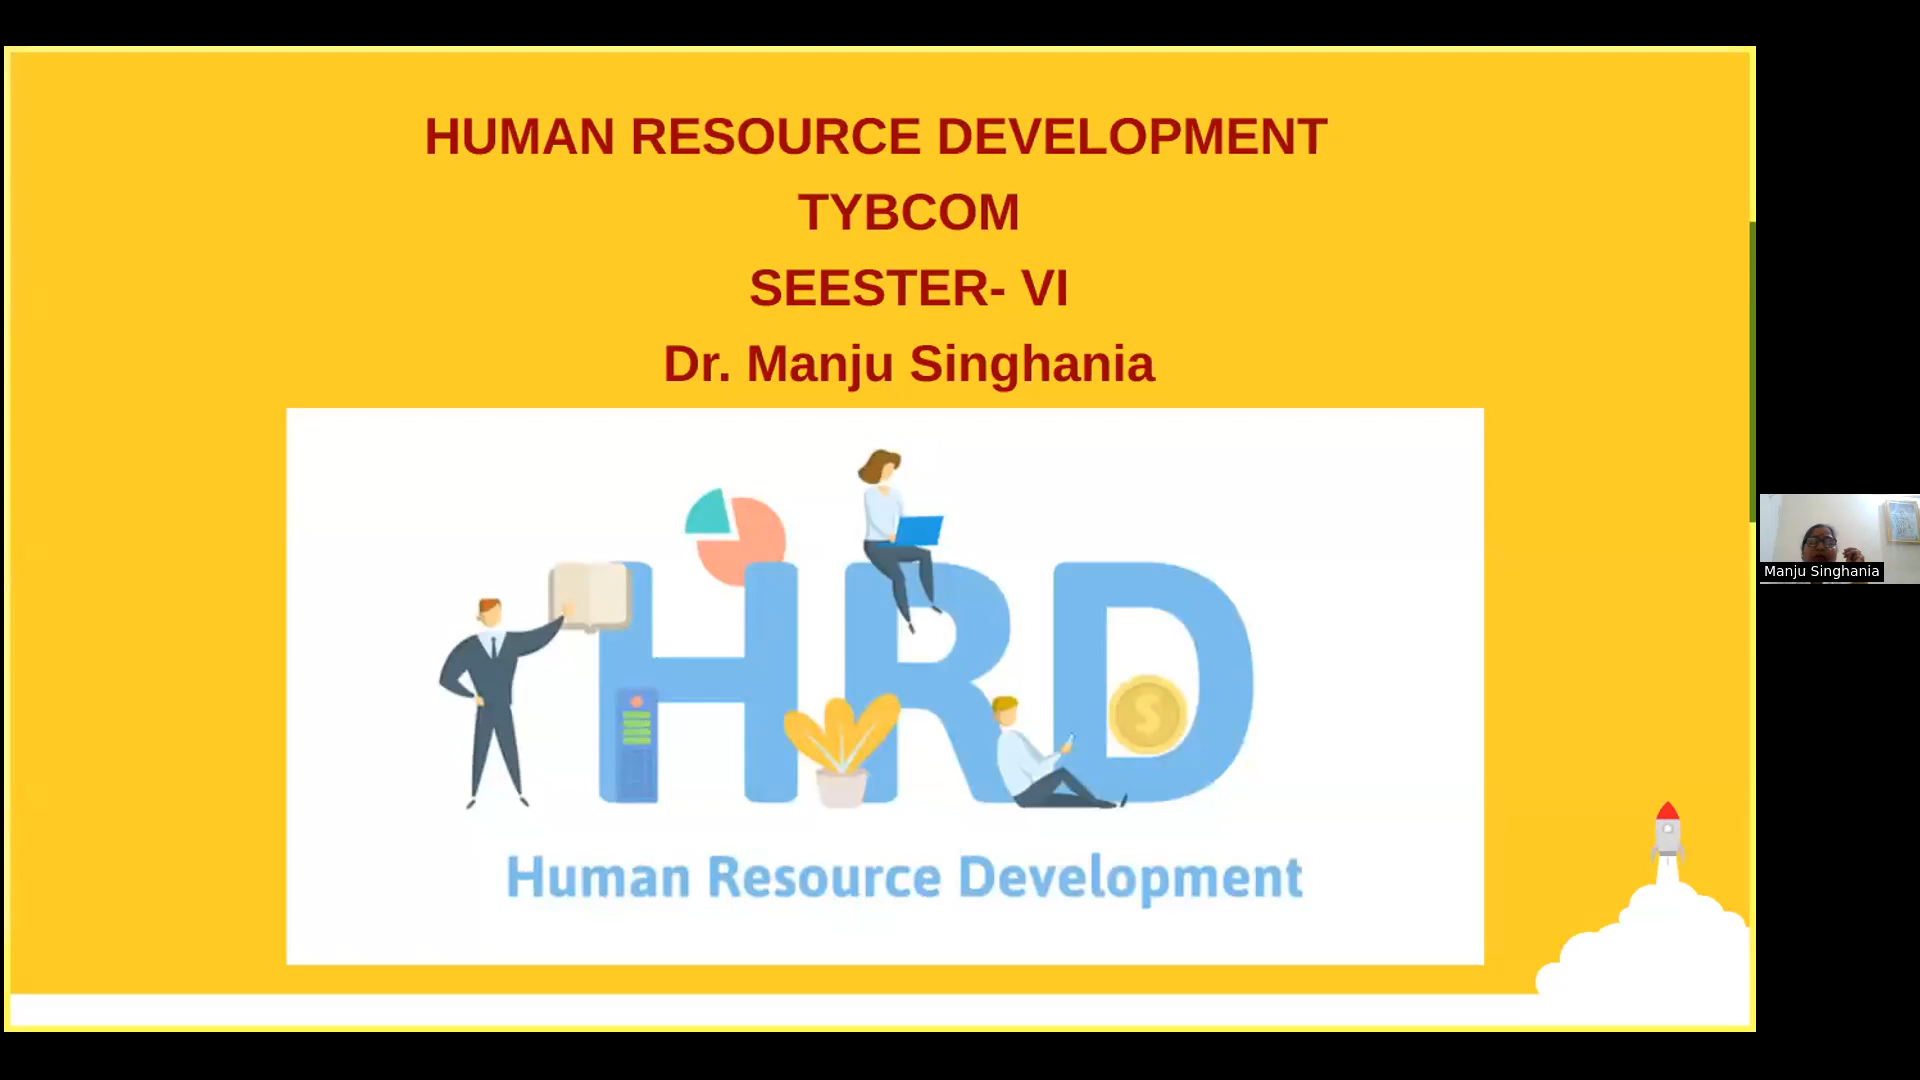 HUMAN RESOURCE DEVELOPMENT
TYBCOM
SEESTER- VI
Dr. Manju Singhania
HRD
$
Human Resource Development
Manju Singhania